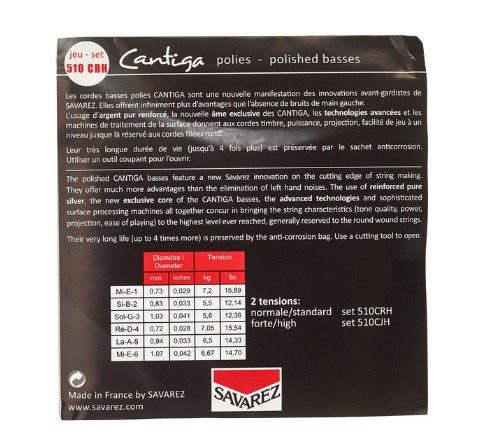 jeu - set
510 CRH
Cantiga polies - polished basses
Les cordes basses polies CANTIGA sont une nouvelle manifestation des innovations avant-gardistes de
SAVAREZ. Elles offrent infiniment plus d'avantages que l'absence de bruits de main gauche.
L'usage d'argent pur renforcé, la nouvelle âme exclusive des CANTIGA, les technologies avancées et les
machines de traitement de la surface donnent aux cordes timbre, puissance, projection, facilité de jeu à un
niveau jusque là réservé aux cordes filées rond.
Leur très longue durée de vie (jusqu'à 4 fois plus) est préservée par le sachet anticorrosion.
Utiliser un outil coupant pour l'ouvrir.
The polished CANTIGA basses feature a new Savarez innovation on the cutting edge of string making.
They offer much more advantages than the elimination of left hand noises. The use of reinforced pure
silver, the new exclusive core of the CANTIGA basses, the advanced technologies and sophisticated
surface processing machines all together concur in bringing the string characteristics (tone quality, power,
projection, ease of playing) to the highest level ever reached, generally reserved to the round wound strings.
Their very long life (up to 4 times more) is preserved by the anti-corrosion bag. Use a cutting tool to open.
Diamètre / Diameter Tension
mm inches kg lbs
Mi-E-1 0,73 0,029 7,2 15,89
Si-B-2 0,83 0,033 5,5 12,14
Sol-G-3 1,03 0,041 5,6 12,36
Ré-D-4 0,72 0,028 7,05 15,54
La-A-5 0,84 0,033 6,5 14,33
Mi-E-6 1,07 0,042 6,67 14,70
2 tensions:
normale/standard set 510CRH
forte/high set 510CJH
Made in France by SAVAREZ
www.savarez.com
SAVAREZ